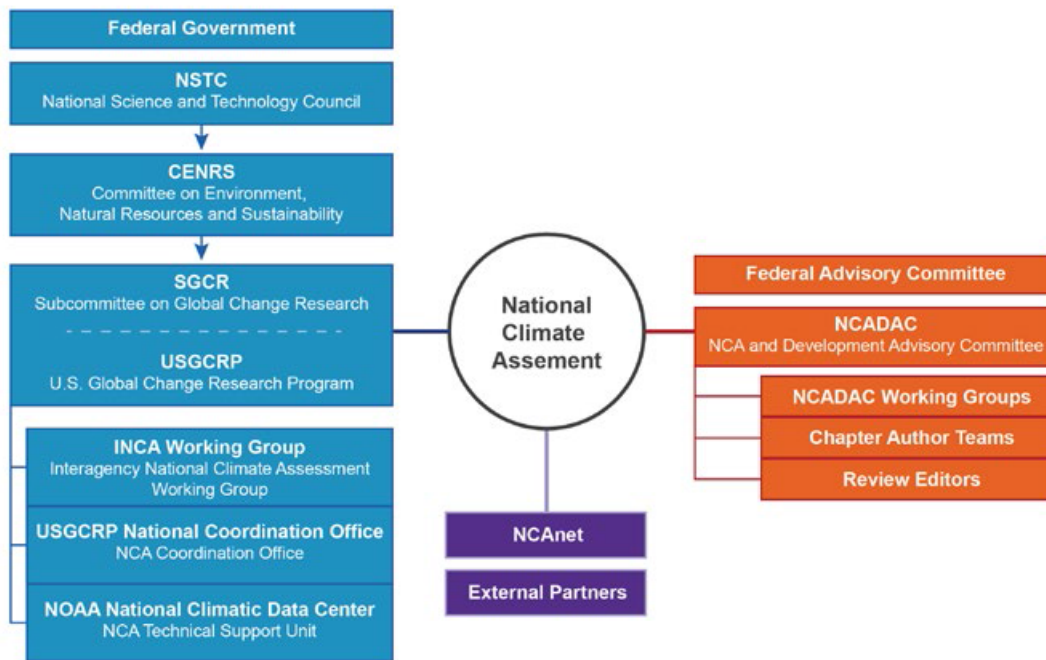 Federal Government
NSTC
National Science and Technology Council
CENRS
Committee on Environment,
Natural Resources and Sustainability
SGCR
Subcommittee on Global Change Research
USGCRP
U.S. Global Change Research Program
INCA Working Group
Interagency National Climate Assessment
Working Group
USGCRP National Coordination Office
NCA Coordination Office
NOAA National Climatic Data Center
NCA Technical Support Unit
National
Climate
Assement
NCAnet
External Partners
Federal Advisory Committee
NCADAC
NCA and Development Advisory Committee
NCADAC Working Groups
Chapter Author Teams
Review Editors